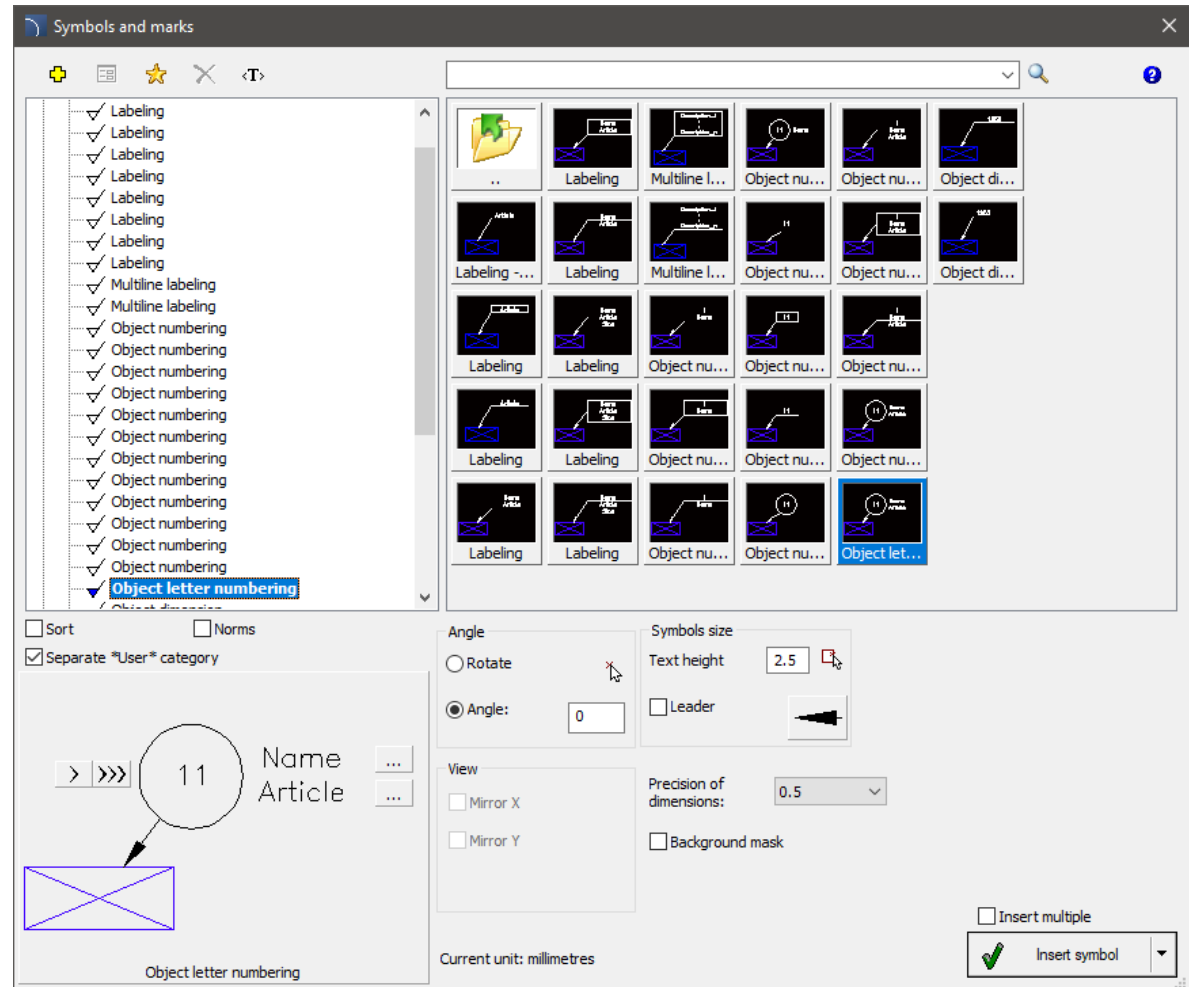 Symbols and marks
<T>
Labeling
Labeling
Labeling
Labeling
Labeling
Labeling
Labeling
Labeling
Multiline labeling
Multiline labeling
Object numbering
Object numbering
Object numbering
Object numbering
Object numbering
Object numbering
Object numbering
Object numbering
Object numbering
Object numbering
Object numbering
Object numbering
Object letter numbering
Object dimension
.. Labeling Multiline l... Object nu... Object nu... Object di...
Labeling -... Labeling Multiline l... Object nu... Object nu... Object di...
Labeling Labeling Object nu... Object nu... Object nu...
Labeling Labeling Object nu... Object nu... Object nu...
Labeling Labeling Object nu... Object nu... Object let...
Sort Norms
Separate *User* category
11 Name ...
Article ...
Object letter numbering
Angle
Rotate
Angle: 0
Symbols size
Text height 2.5
Leader
View
Mirror X
Mirror Y
Precision of
dimensions: 0.5
Background mask
Current unit: millimetres
Insert multiple
Insert symbol